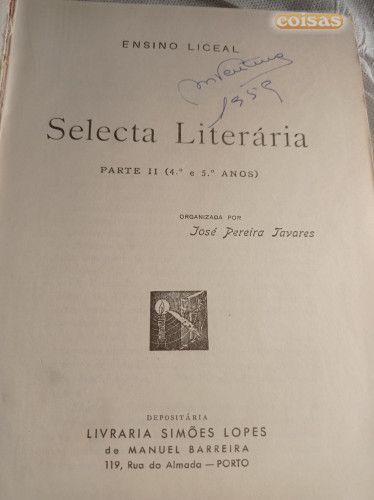 coisas
ENSINO LICEAL
1959
Selecta Literária
PARTE II (4.º e 5.º ANOS)
ORGANIZADA POR
José Pereira Tavares
DEPOSITÁRIA
LIVRARIA SIMÕES LOPES
de MANUEL BARREIRA
119, Rua do Almada — PORTO